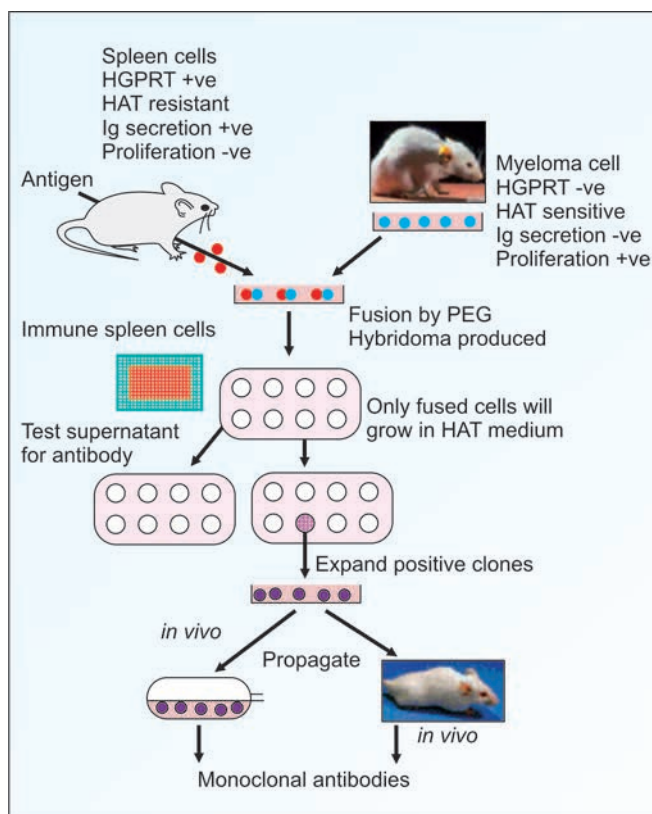 Spleen cells
HGPRT +ve
HAT resistant
Ig secretion +ve
Proliferation -ve
Antigen
Myeloma cell
HGPRT -ve
HAT sensitive
Ig secretion -ve
Proliferation +ve
Fusion by PEG
Hybridoma produced
Immune spleen cells
Only fused cells will
grow in HAT medium
Test supernatant
for antibody
Expand positive clones
in vivo
Propagate
in vivo
Monoclonal antibodies